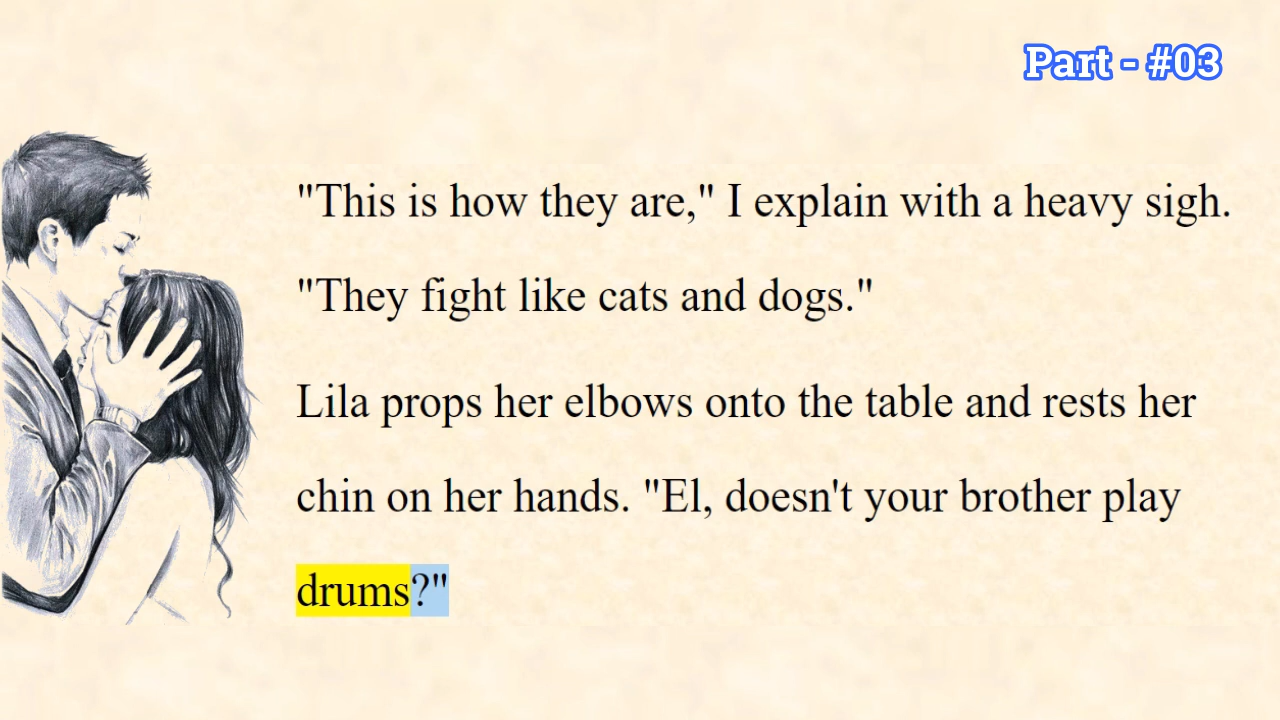 Part - #03
"This is how they are," I explain with a heavy sigh.
"They fight like cats and dogs."
Lila props her elbows onto the table and rests her
chin on her hands. "El, doesn't your brother play
drums?"